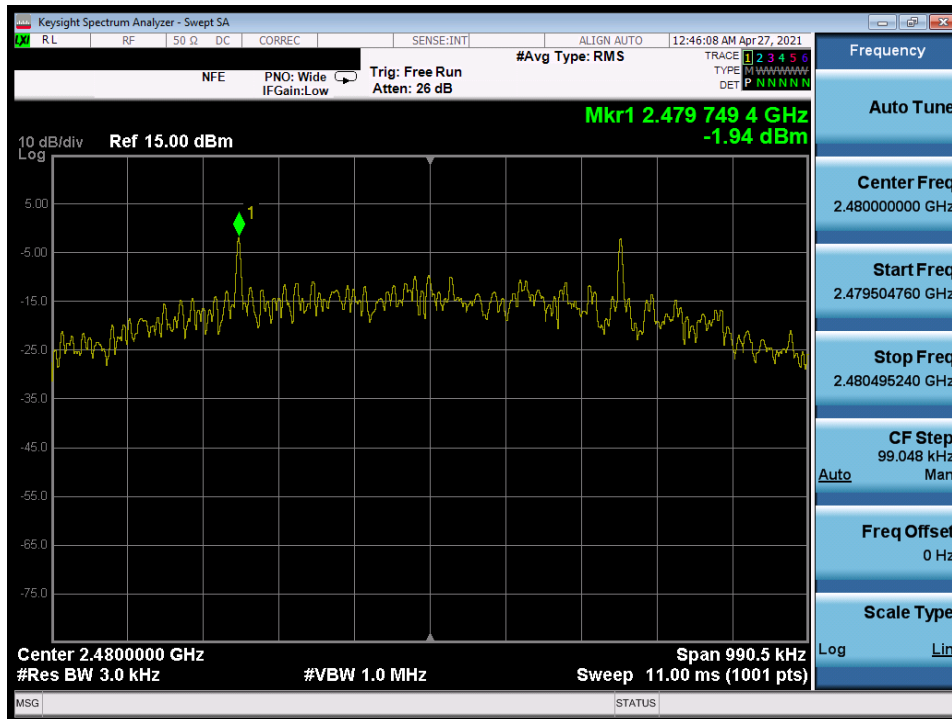 Keysight Spectrum Analyzer - Swept SA
LXI RL RF 50 Ω DC CORREC SENSE:INT ALIGN AUTO 12:46:08 AM Apr 27, 2021
NFE PNO: Wide Trig: Free Run #Avg Type: RMS TRACE 1 2 3 4 5 6
IFGain:Low Atten: 26 dB TYPE M WWWWW
DET P N N N N N
Mkr1 2.479 749 4 GHz
-1.94 dBm
10 dB/div Ref 15.00 dBm
Log
1
5.00
-5.00
-15.0
-25.0
-35.0
-45.0
-55.0
-65.0
-75.0
Center 2.4800000 GHz Span 990.5 kHz
#Res BW 3.0 kHz #VBW 1.0 MHz Sweep 11.00 ms (1001 pts)
MSG STATUS
Frequency
Auto Tune
Center Freq
2.480000000 GHz
Start Freq
2.479504760 GHz
Stop Freq
2.480495240 GHz
CF Step
99.048 kHz
Auto Man
Freq Offset
0 Hz
Scale Type
Log Lin